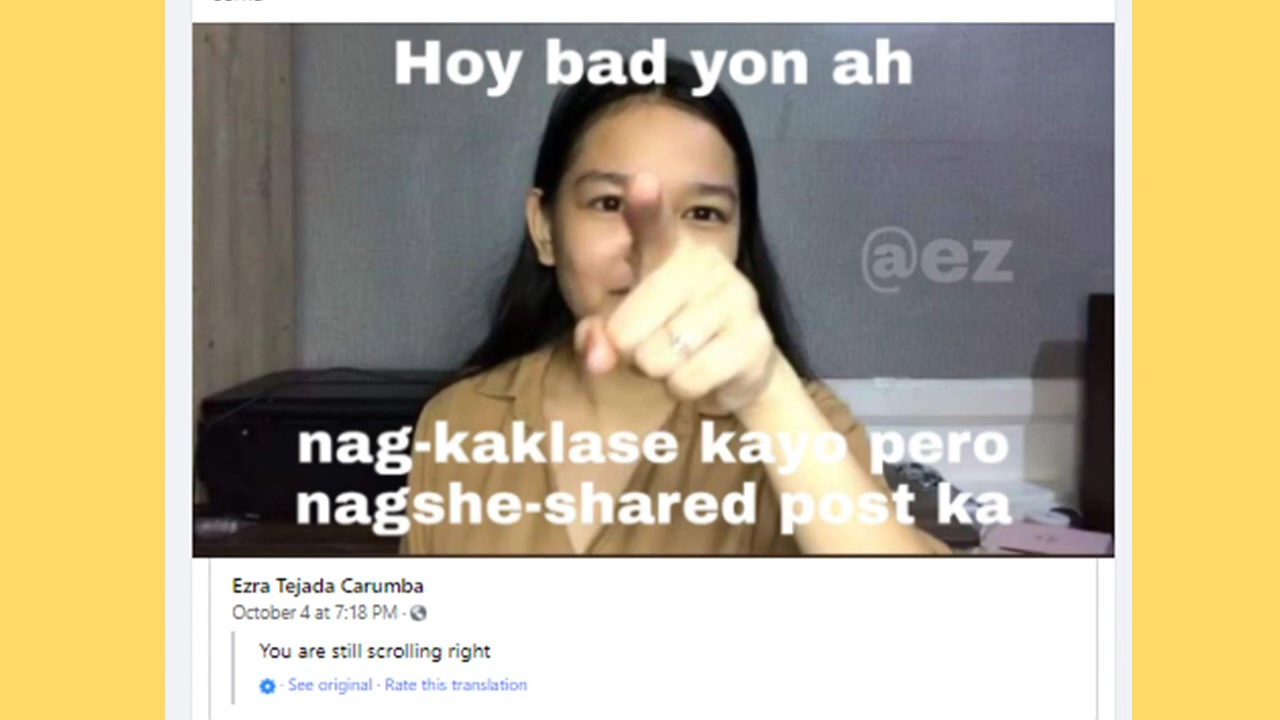 Hoy bad yon ah
@ez
nag-kaklase kayo pero
nagshe-shared post ka
Ezra Tejada Carumba
October 4 at 7:18 PM ·
You are still scrolling right
· See original · Rate this translation